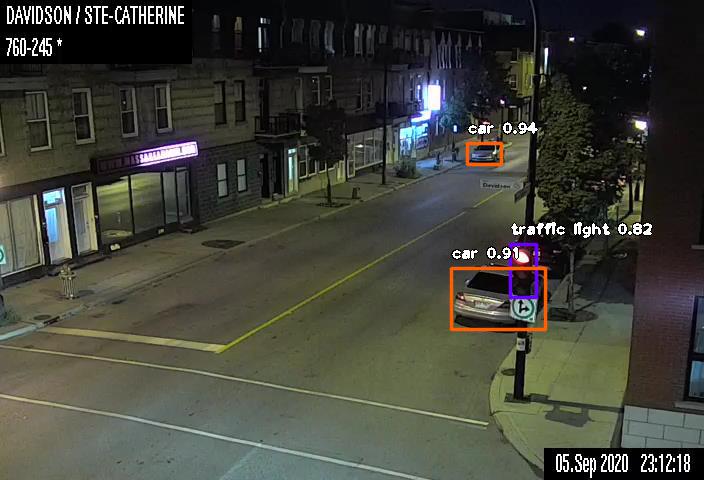 DAVIDSON / STE-CATHERINE
760-245 *
car 0.94
Davidson
traffic light 0.82
car 0.91
05.Sep 2020 23:12:18